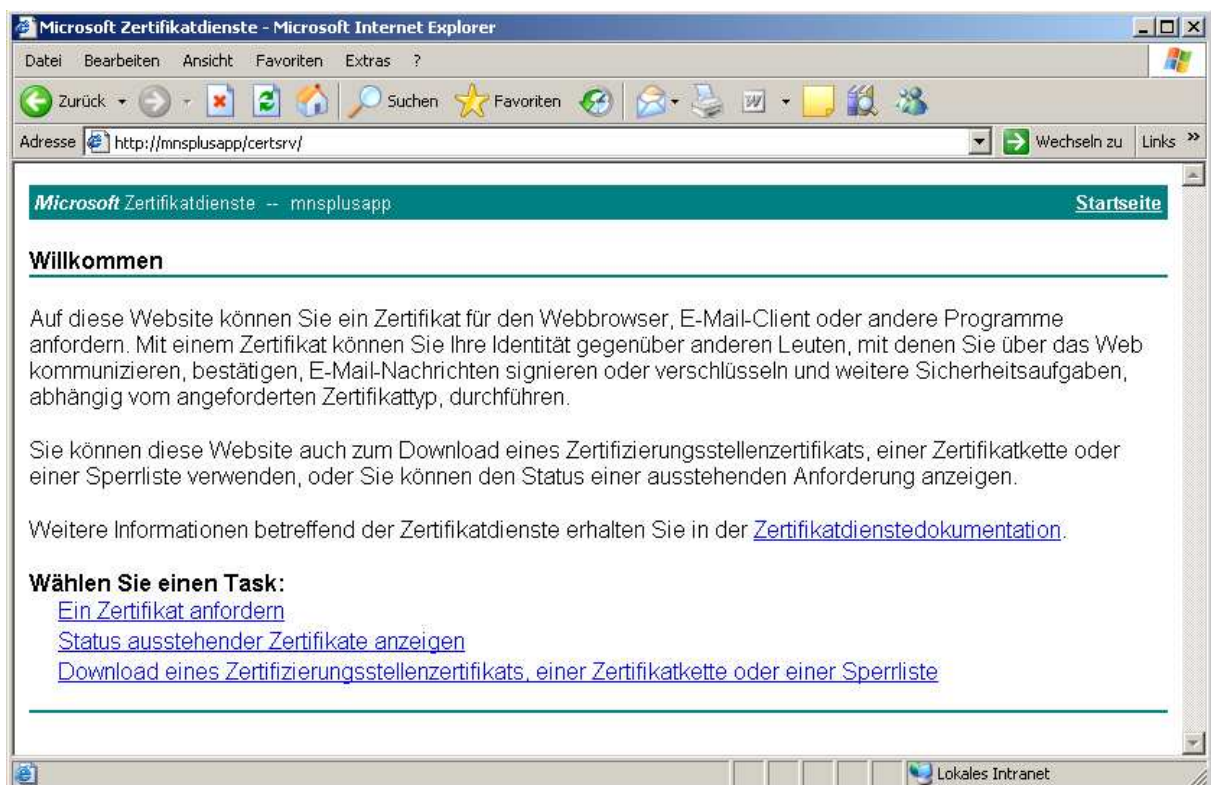 Microsoft Zertifikatdienste - Microsoft Internet Explorer
Datei Bearbeiten Ansicht Favoriten Extras ?
Zurück Suchen Favoriten
Adresse http://mnsplusapp/certsrv/ Wechseln zu Links »
Microsoft Zertifikatdienste -- mnsplusapp Startseite
Willkommen
Auf diese Website können Sie ein Zertifikat für den Webbrowser, E-Mail-Client oder andere Programme
anfordern. Mit einem Zertifikat können Sie Ihre Identität gegenüber anderen Leuten, mit denen Sie über das Web
kommunizieren, bestätigen, E-Mail-Nachrichten signieren oder verschlüsseln und weitere Sicherheitsaufgaben,
abhängig vom angeforderten Zertifikattyp, durchführen.
Sie können diese Website auch zum Download eines Zertifizierungsstellenzertifikats, einer Zertifikatkette oder
einer Sperrliste verwenden, oder Sie können den Status einer ausstehenden Anforderung anzeigen.
Weitere Informationen betreffend der Zertifikatdienste erhalten Sie in der Zertifikatdienstedokumentation.
Wählen Sie einen Task:
Ein Zertifikat anfordern
Status ausstehender Zertifikate anzeigen
Download eines Zertifizierungsstellenzertifikats, einer Zertifikatkette oder einer Sperrliste
Lokales Intranet